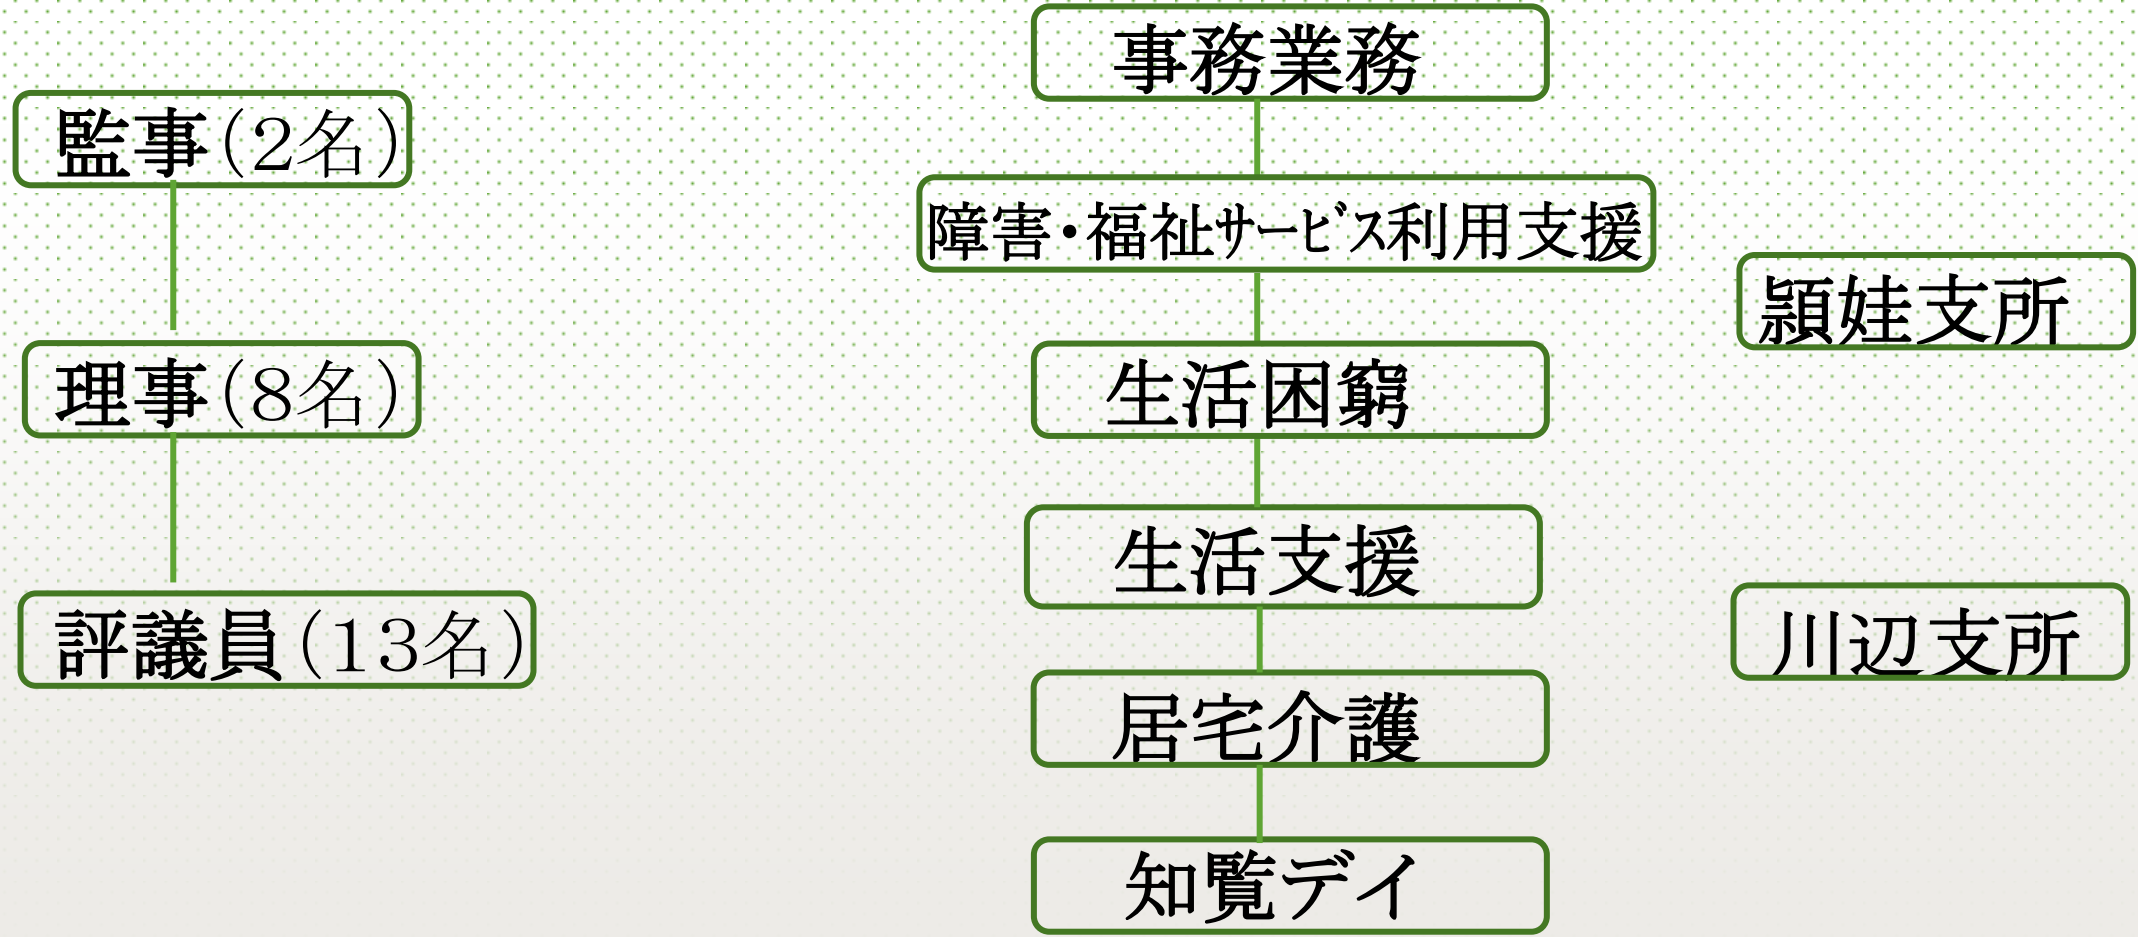 監事(2名)
理事(8名)
評議員(13名)
事務業務
障害・福祉ｻｰﾋﾞｽ利用支援
生活困窮
生活支援
居宅介護
知覧デイ
頴娃支所
川辺支所